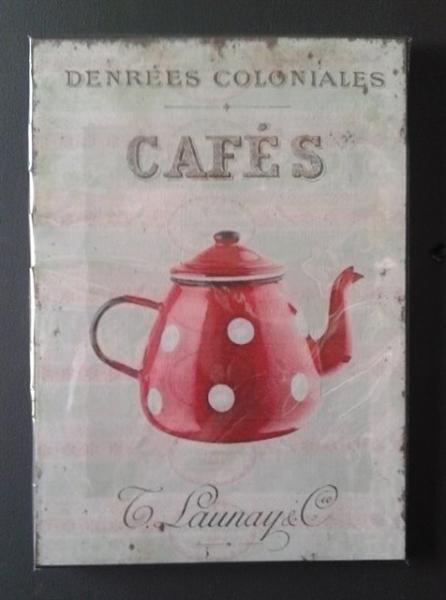 DENRÉES COLONIALES
CAFÉS
T. Launay & Cie